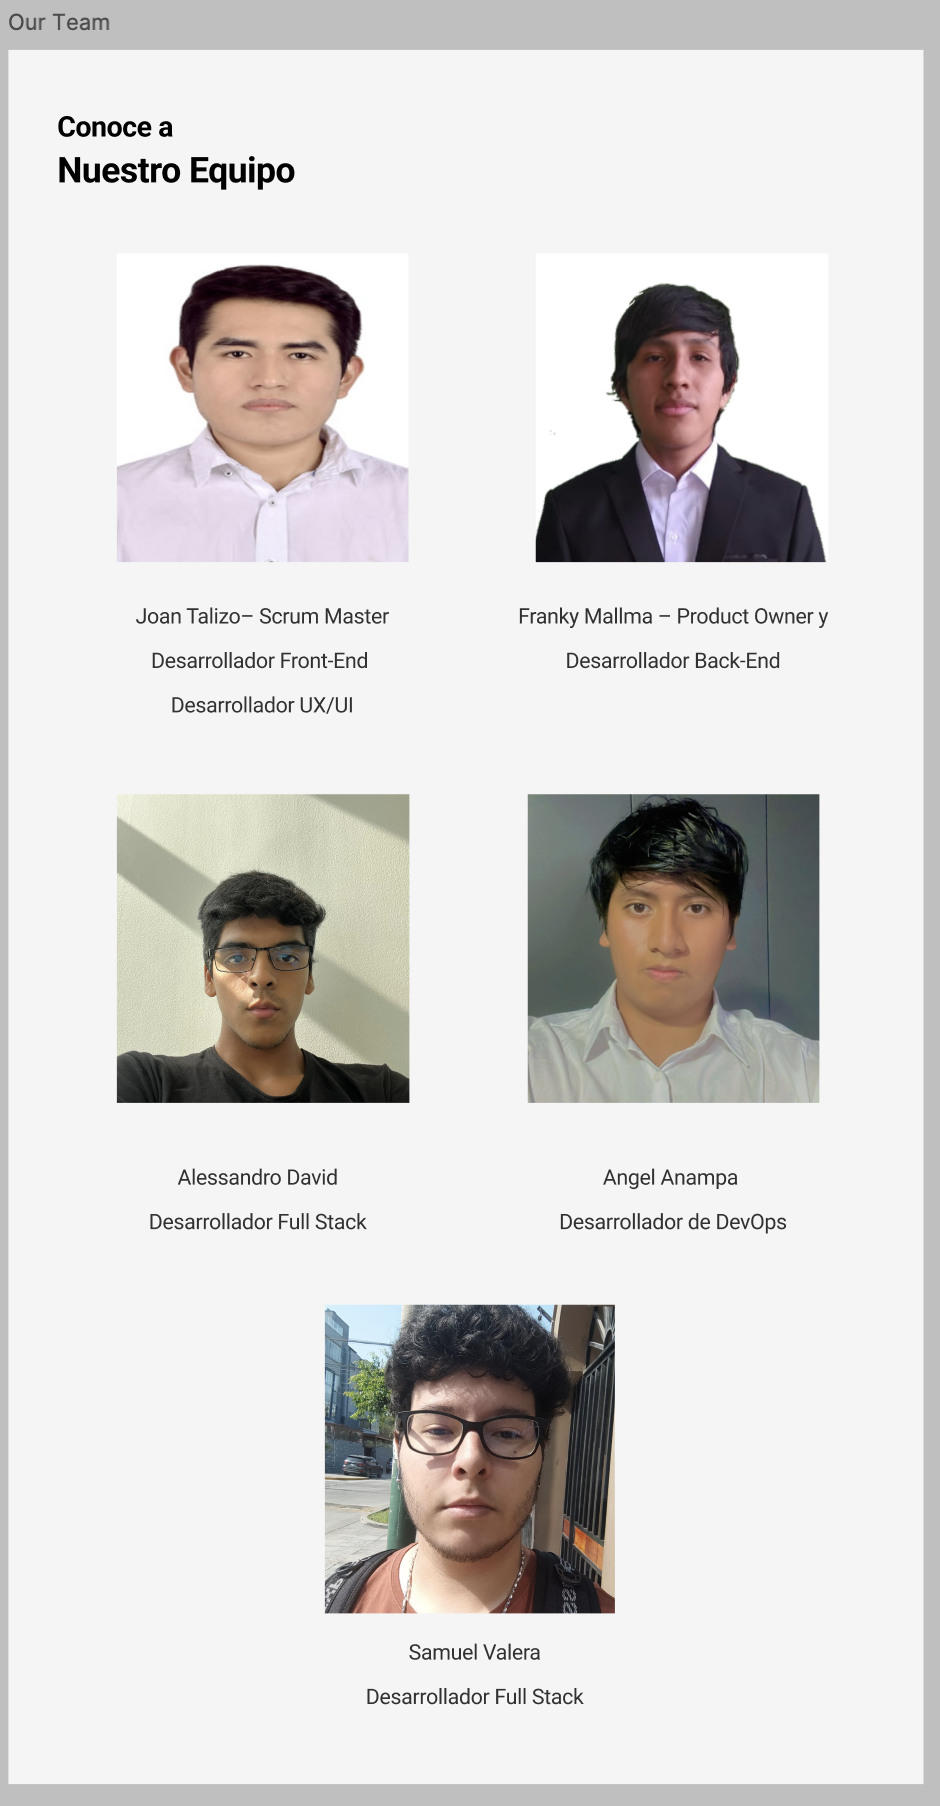 Our Team
Conoce a
Nuestro Equipo
Joan Talizo– Scrum Master
Desarrollador Front-End
Desarrollador UX/UI
Franky Mallma – Product Owner y
Desarrollador Back-End
Alessandro David
Desarrollador Full Stack
Angel Anampa
Desarrollador de DevOps
Samuel Valera
Desarrollador Full Stack